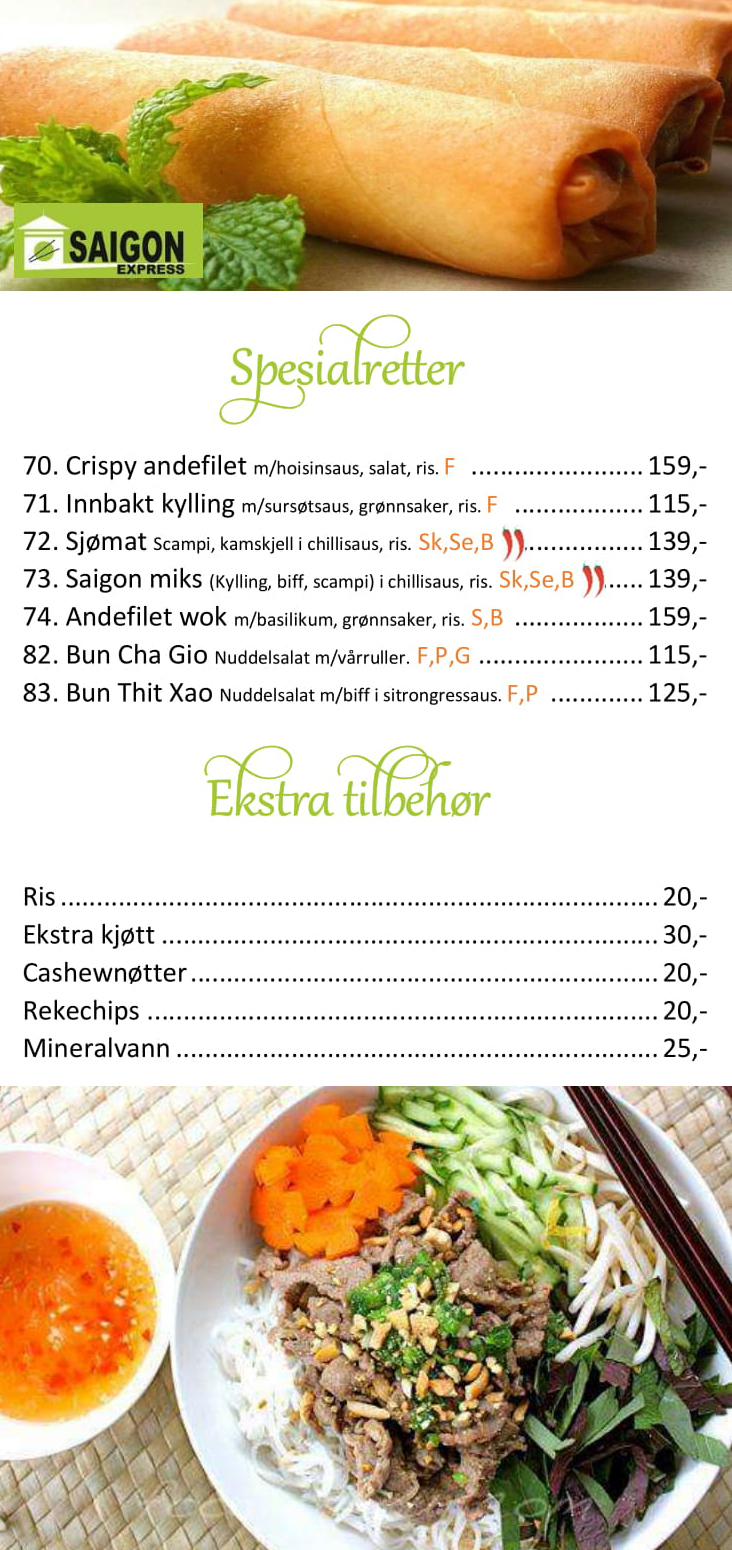 SAIGON
EXPRESS
Spesialretter
70. Crispy andefilet m/hoisinsaus, salat, ris. F ........................ 159,-
71. Innbakt kylling m/sursøtsaus, grønnsaker, ris. F .................. 115,-
72. Sjømat Scampi, kamskjell i chillisaus, ris. Sk,Se,B ................ 139,-
73. Saigon miks (Kylling, biff, scampi) i chillisaus, ris. Sk,Se,B ..... 139,-
74. Andefilet wok m/basilikum, grønnsaker, ris. S,B .................. 159,-
82. Bun Cha Gio Nuddelsalat m/vårruller. F,P,G ....................... 115,-
83. Bun Thit Xao Nuddelsalat m/biff i sitrongressaus. F,P ............. 125,-
Ekstra tilbehør
Ris ................................................................................... 20,-
Ekstra kjøtt ..................................................................... 30,-
Cashewnøtter ................................................................. 20,-
Rekechips ....................................................................... 20,-
Mineralvann ................................................................... 25,-